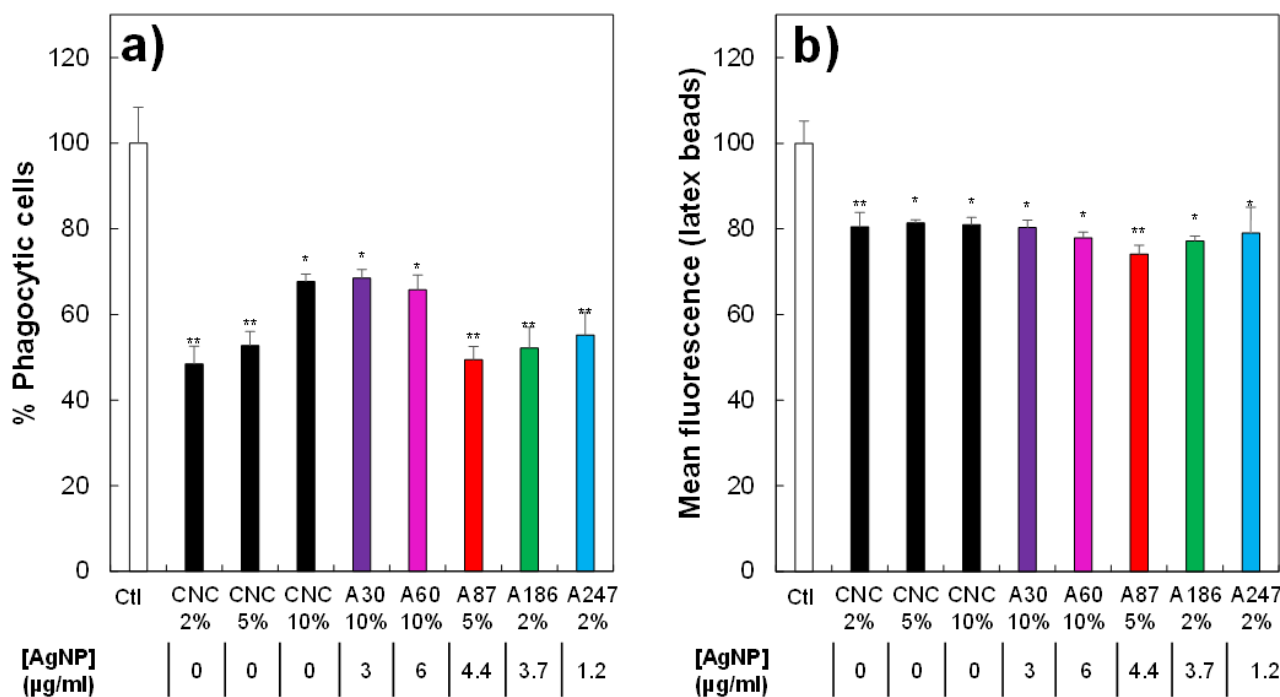 a)
% Phagocytic cells
120
100
80
60
40
20
0
** ** * * * ** ** **
Ctl CNC CNC CNC A30 A60 A87 A186 A247
2% 5% 10% 10% 10% 5% 2% 2%
[AgNP] 0 0 0 3 6 4.4 3.7 1.2
(µg/ml)
b)
Mean fluorescence (latex beads)
120
100
80
60
40
20
0
** * * * * ** * *
Ctl CNC CNC CNC A30 A60 A87 A186 A247
2% 5% 10% 10% 10% 5% 2% 2%
[AgNP] 0 0 0 3 6 4.4 3.7 1.2
(µg/ml)